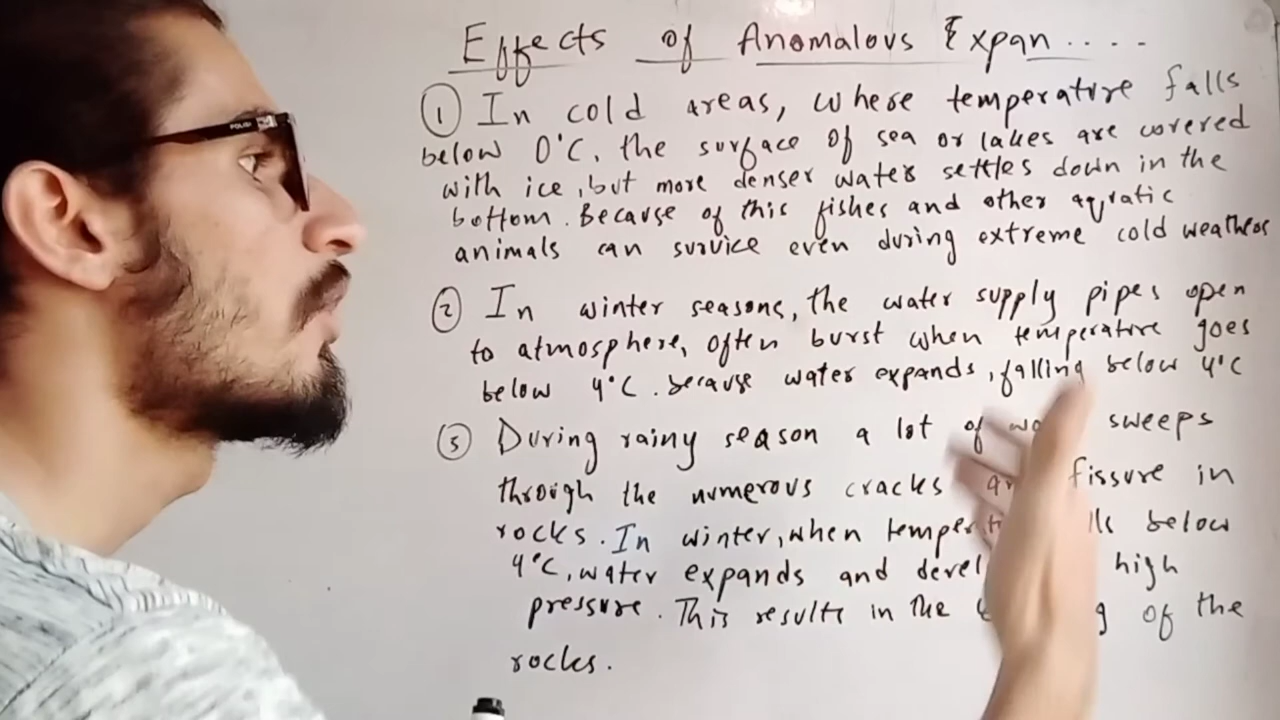 Effects of Anomalous Expan....
① In cold areas, where temperature falls
below 0°C, the surface of sea or lakes are covered
with ice, but more denser water settles down in the
bottom. Because of this fishes and other aquatic
animals can survice even during extreme cold weather
② In winter seasons, the water supply pipes open
to atmosphere, often burst when temperature goes
below 4°C. because water expands, falling below 4°C
③ During rainy season a lot of sweeps
through the numerous cracks fissure in
rocks. In winter, when below
4°C, water expands and high
pressure. This results in the of the
rocks.
POLISH